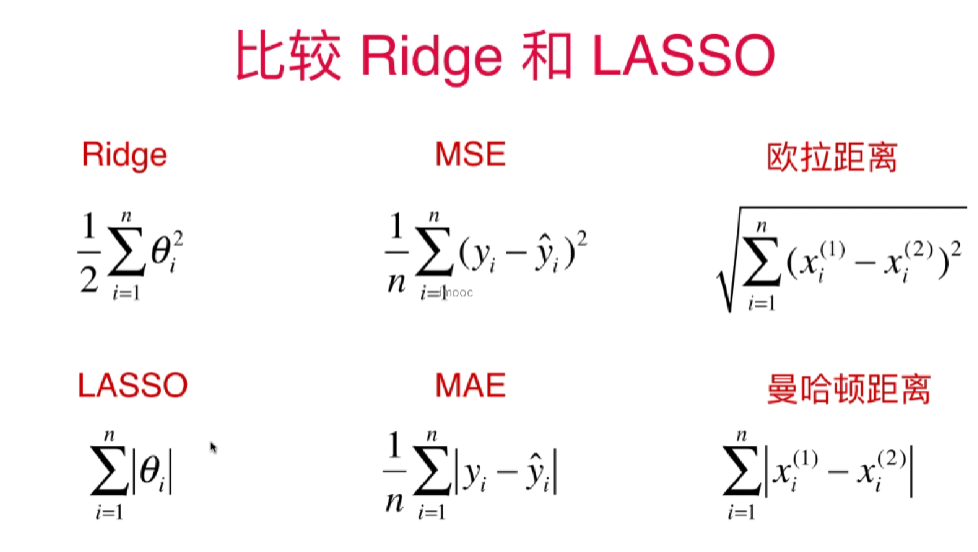 比较 Ridge 和 LASSO
Ridge
MSE
欧拉距离
$\frac{1}{2}\sum_{i=1}^{n}\theta_i^2$
$\frac{1}{n}\sum_{i=1}^{n}(y_i - \hat{y}_i)^2$
$\sqrt{\sum_{i=1}^{n}(x_i^{(1)} - x_i^{(2)})^2}$
LASSO
MAE
曼哈顿距离
$\sum_{i=1}^{n}|\theta_i|$
$\frac{1}{n}\sum_{i=1}^{n}|y_i - \hat{y}_i|$
$\sum_{i=1}^{n}|x_i^{(1)} - x_i^{(2)}|$